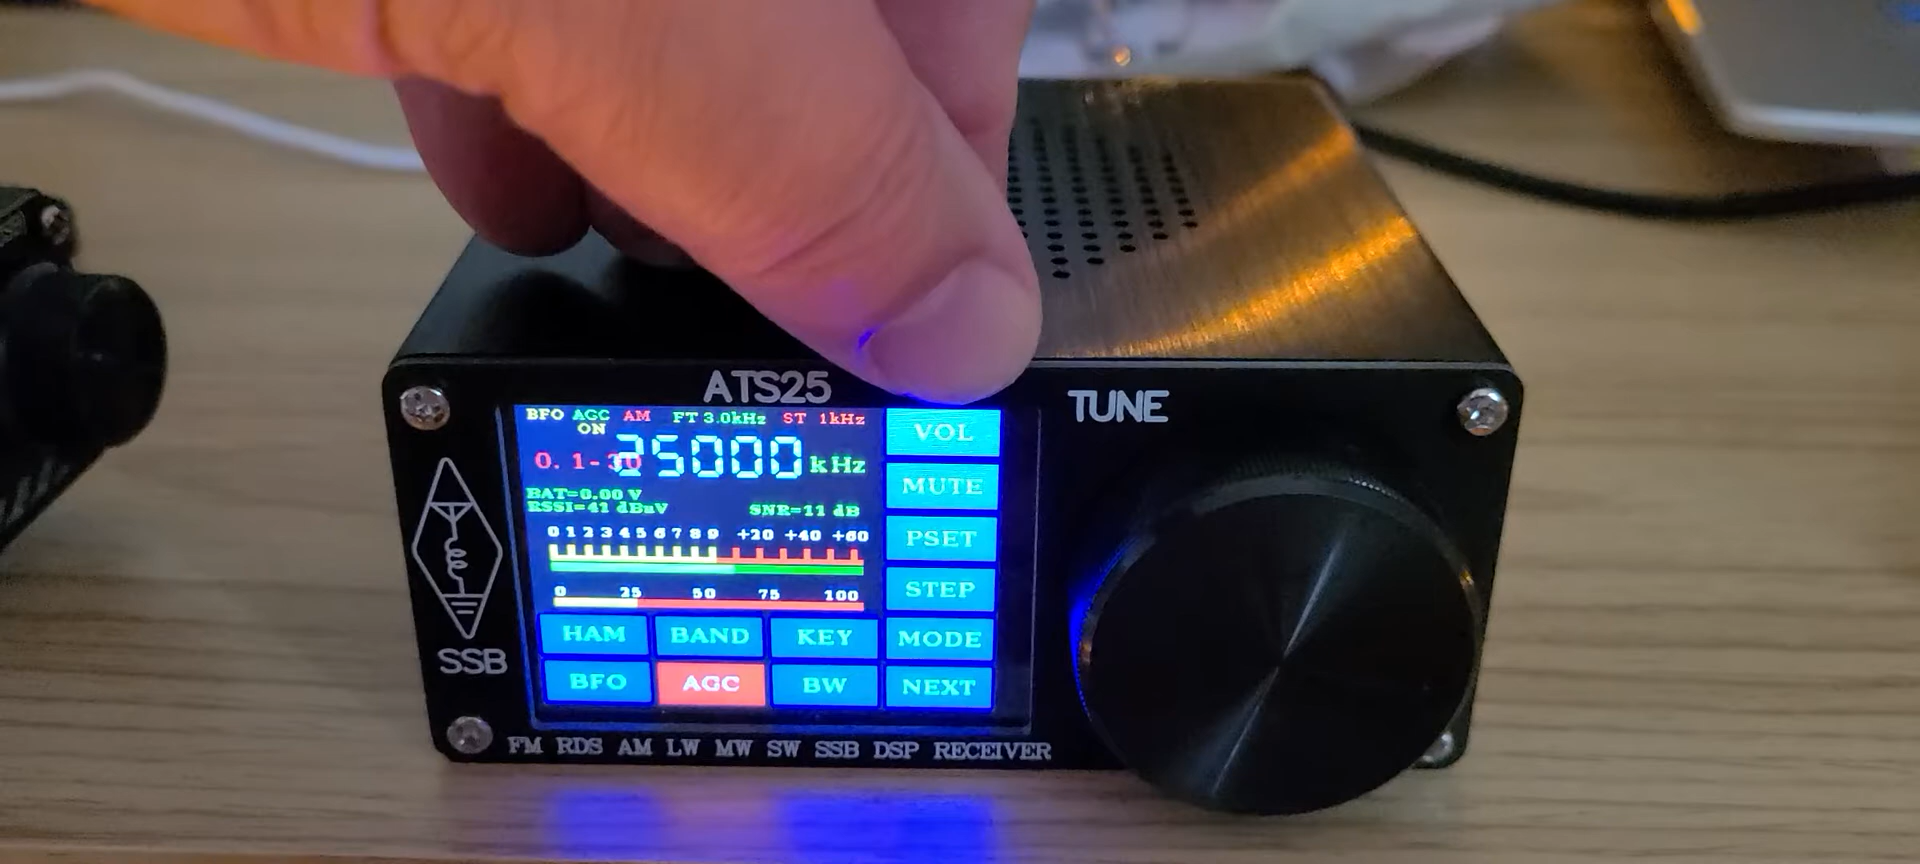 ATS25
TUNE
BFO AGC AM FT 3.0kHz ST 1kHz
ON
0.1-30 25000 kHz
BAT=0.00 V
RSSI=41 dBuV SNR=11 dB
0 1 2 3 4 5 6 7 8 9 +20 +40 +60
0 25 50 75 100
VOL
MUTE
PSET
STEP
HAM BAND KEY MODE
BFO AGC BW NEXT
SSB
FM RDS AM LW MW SW SSB DSP RECEIVER